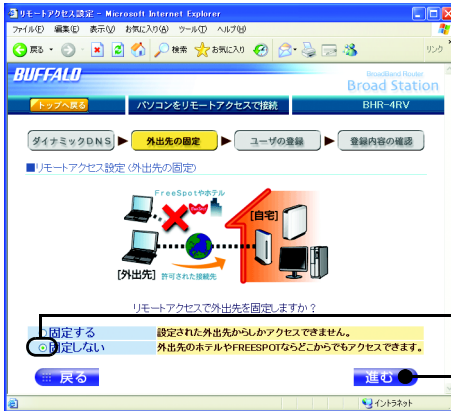 リモートアクセス設定 - Microsoft Internet Explorer
ファイル(F) 編集(E) 表示(V) お気に入り(A) ツール(T) ヘルプ(H)
戻る 検索 お気に入り リンク
BUFFALO
BroadBand Router
Broad Station
トップへ戻る パソコンをリモートアクセスで接続 BHR-4RV
ダイナミックDNS 外出先の固定 ユーザの登録 登録内容の確認
■リモートアクセス設定(外出先の固定)
FreeSpotやホテル
[自宅]
[外出先] 許可された接続先
リモートアクセスで外出先を固定しますか?
固定する 設定された外出先からしかアクセスできません。
固定しない 外出先のホテルやFREESPOTならどこからでもアクセスできます。
戻る 進む
イントラネット